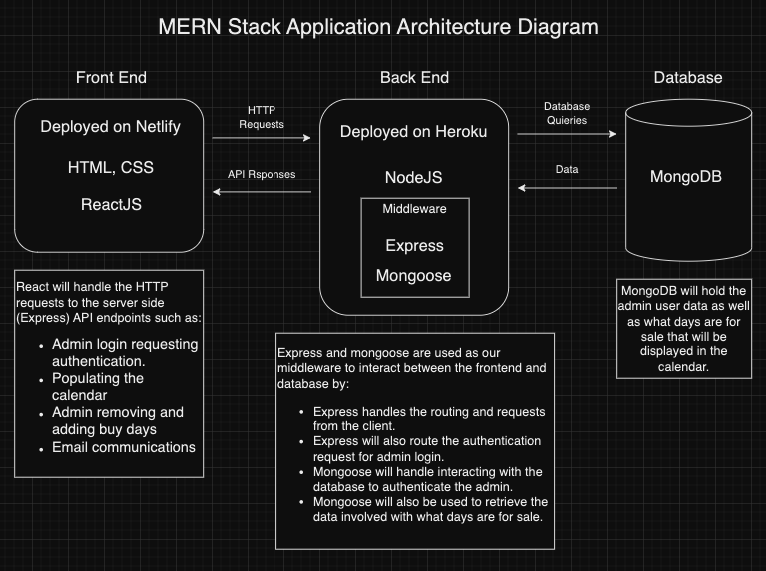 MERN Stack Application Architecture Diagram
Front End
Deployed on Netlify
HTML, CSS
ReactJS
HTTP
Requests
API Rsponses
Back End
Deployed on Heroku
NodeJS
Middleware
Express
Mongoose
Database
Quieries
Data
Database
MongoDB
React will handle the HTTP
requests to the server side
(Express) API endpoints such as:
• Admin login requesting
authentication.
• Populating the
calendar
• Admin removing and
adding buy days
• Email communications
Express and mongoose are used as our
middleware to interact between the frontend and
database by:
• Express handles the routing and requests
from the client.
• Express will also route the authentication
request for admin login.
• Mongoose will handle interacting with the
database to authenticate the admin.
• Mongoose will also be used to retrieve the
data involved with what days are for sale.
MongoDB will hold the
admin user data as well
as what days are for
sale that will be
displayed in the
calendar.